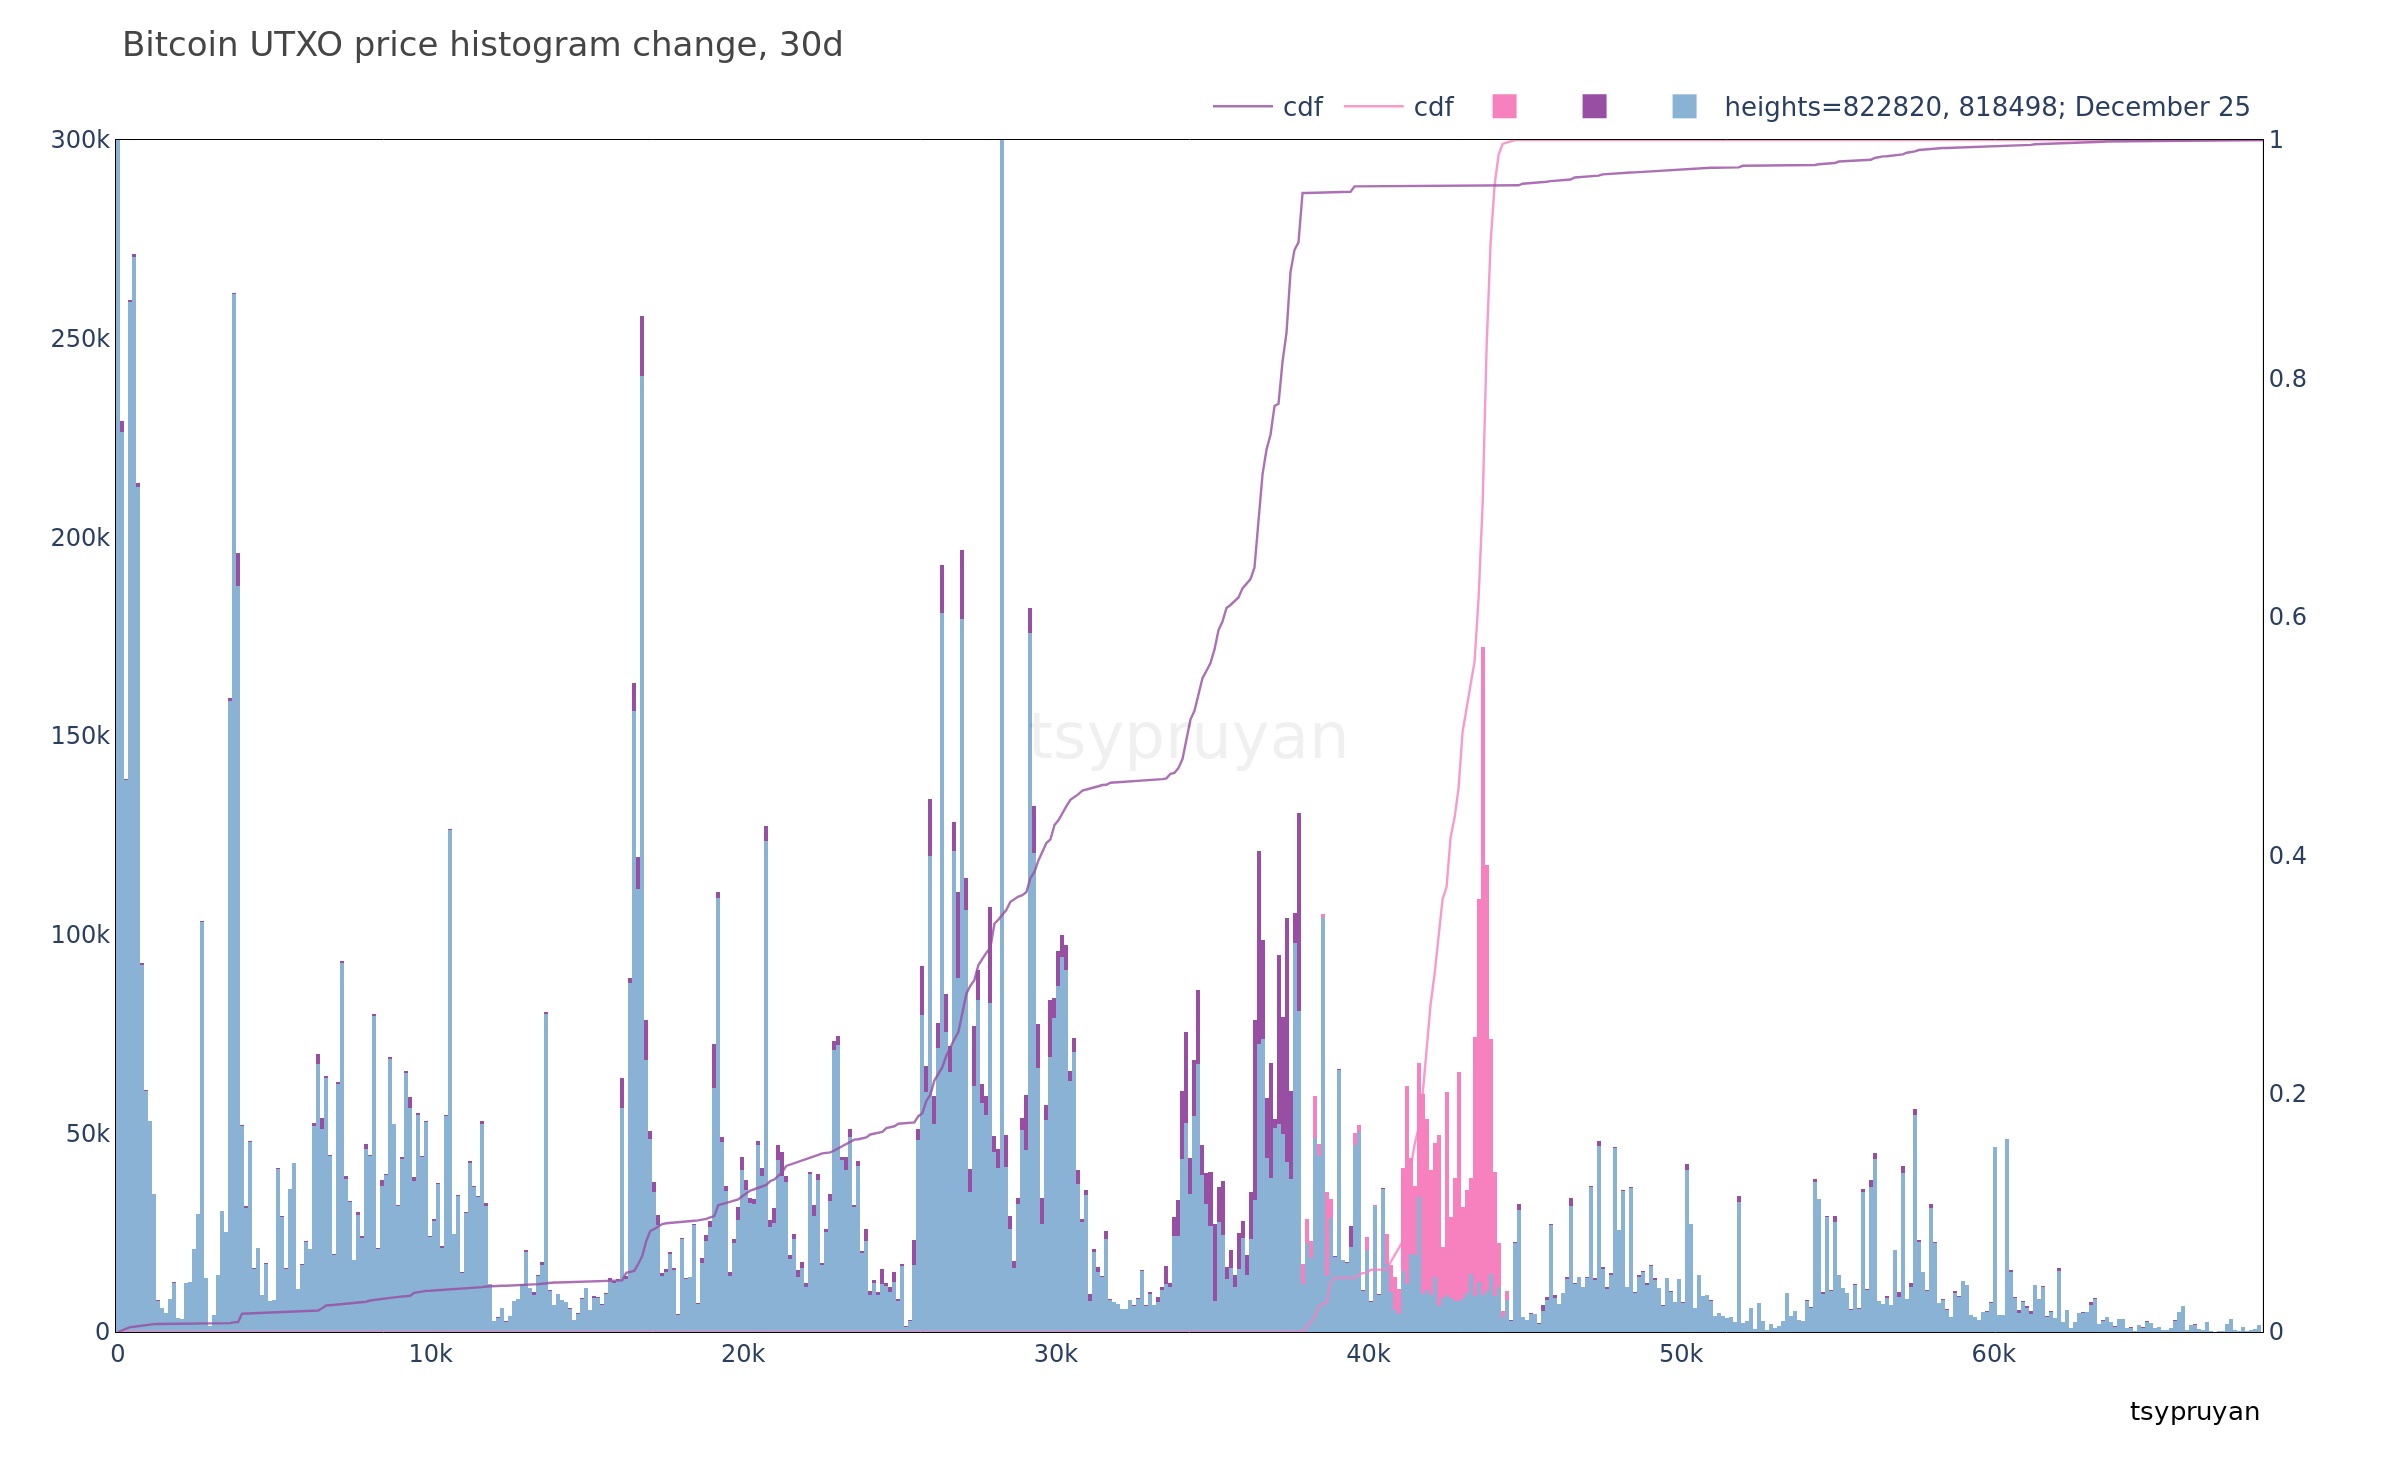 Bitcoin UTXO price histogram change, 30d
cdf cdf heights=822820, 818498; December 25
300k
250k
200k
150k
100k
50k
0
1
0.8
0.6
0.4
0.2
0
tsypruyan
0 10k 20k 30k 40k 50k 60k
tsypruyan